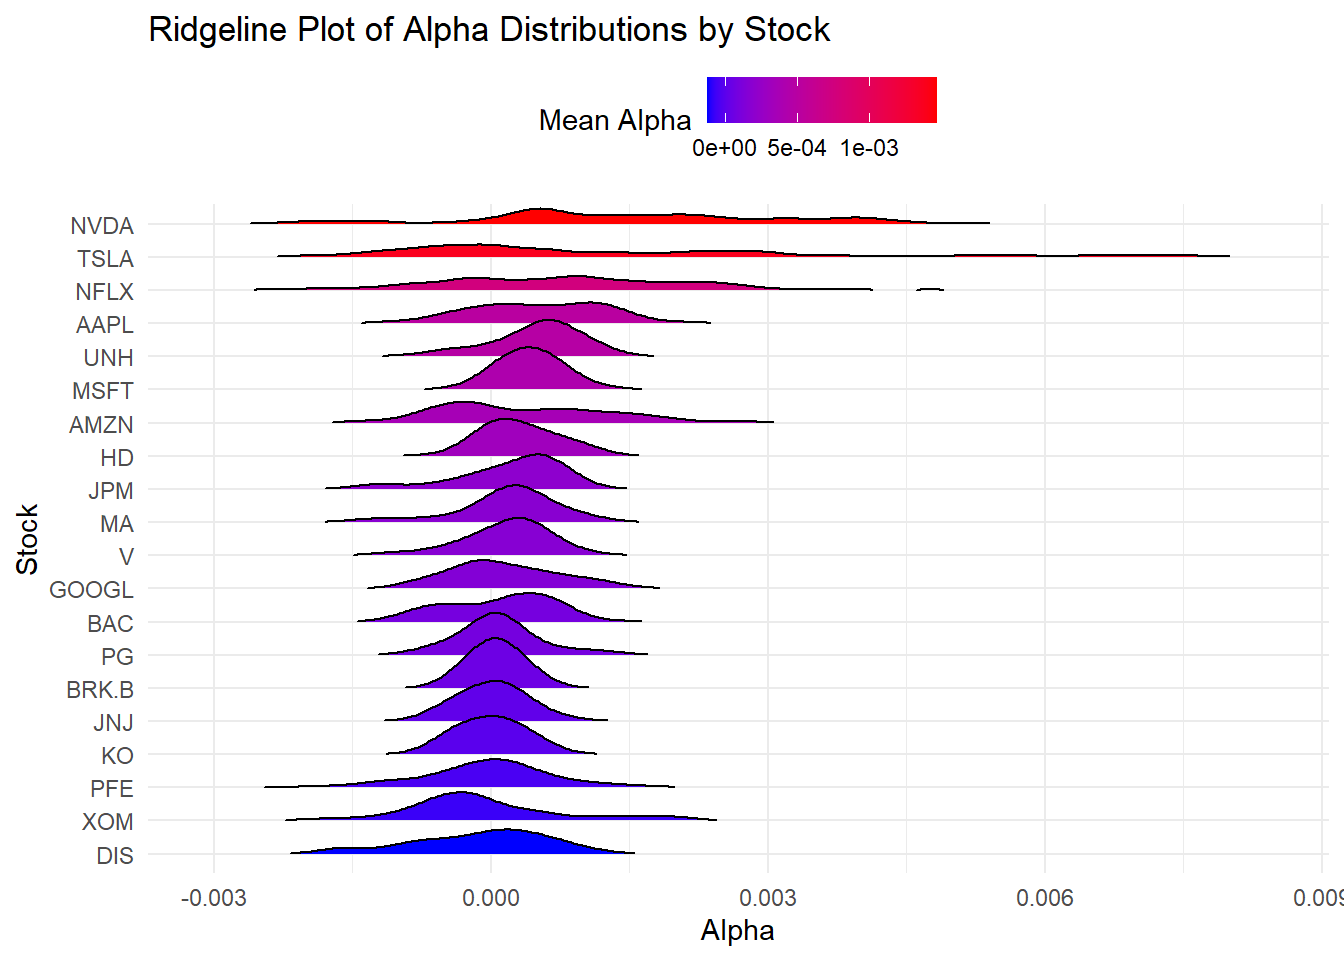 Ridgeline Plot of Alpha Distributions by Stock
Mean Alpha
0e+00 5e-04 1e-03
NVDA
TSLA
NFLX
AAPL
UNH
MSFT
AMZN
HD
JPM
MA
V
GOOGL
BAC
PG
BRK.B
JNJ
KO
PFE
XOM
DIS
Stock
-0.003 0.000 0.003 0.006 0.009
Alpha